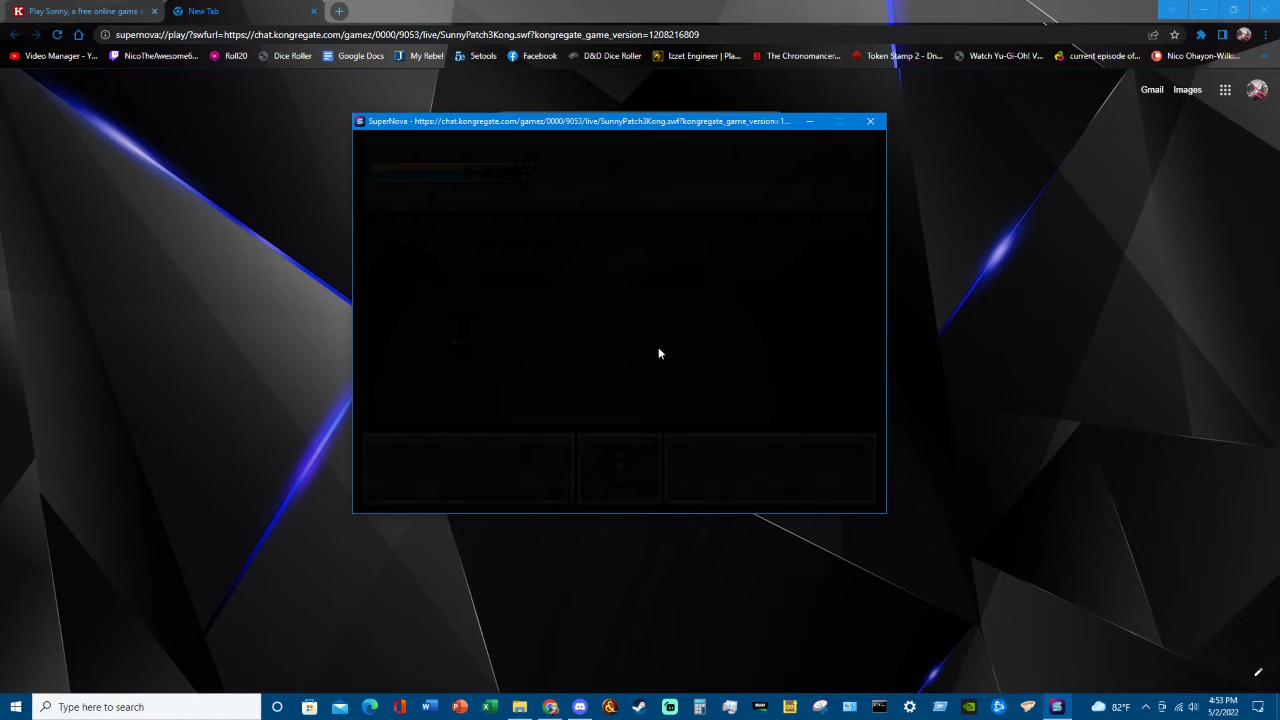 Play Sonny, a free online game o
New Tab
supernova://play/?swfurl=https://chat.kongregate.com/gamez/0000/9053/live/SunnyPatch3Kong.swf?kongregate_game_version=1208216809
Video Manager - Y...
NicoTheAwesome6...
Roll20
Dice Roller
Google Docs
My Rebel
5etools
Facebook
D&D Dice Roller
Izzet Engineer | Pla...
The Chronomancer...
Token Stamp 2 - Dn...
Watch Yu-Gi-Oh! V...
current episode of...
Nico Ohayon-Wilki...
Gmail
Images
SuperNova - https://chat.kongregate.com/gamez/0000/9053/live/SunnyPatch3Kong.swf?kongregate_game_version=1...
Type here to search
82°F
4:53 PM
5/2/2022